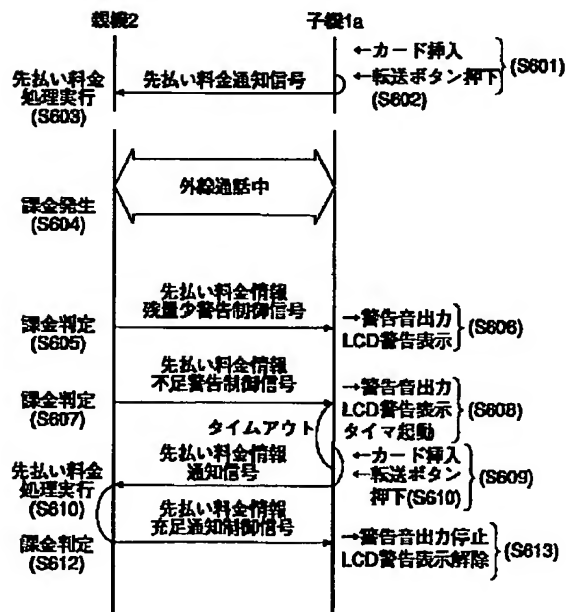 親機2
子機1a
←カード挿入
(S601)
先払い料金
処理実行
(S603)
先払い料金通知信号
←転送ボタン押下
(S602)
外線通話中
課金発生
(S604)
先払い料金情報
残量少警告制御信号
課金判定
(S605)
→警告音出力
LCD警告表示
(S606)
先払い料金情報
不足警告制御信号
課金判定
(S607)
→警告音出力
LCD警告表示
タイマ起動
(S608)
タイムアウト
先払い料金情報
通知信号
←カード挿入
←転送ボタン
押下(S610)
(S609)
先払い料金
処理実行
(S610)
先払い料金情報
充足通知制御信号
課金判定
(S612)
→警告音出力停止
LCD警告表示解除
(S613)